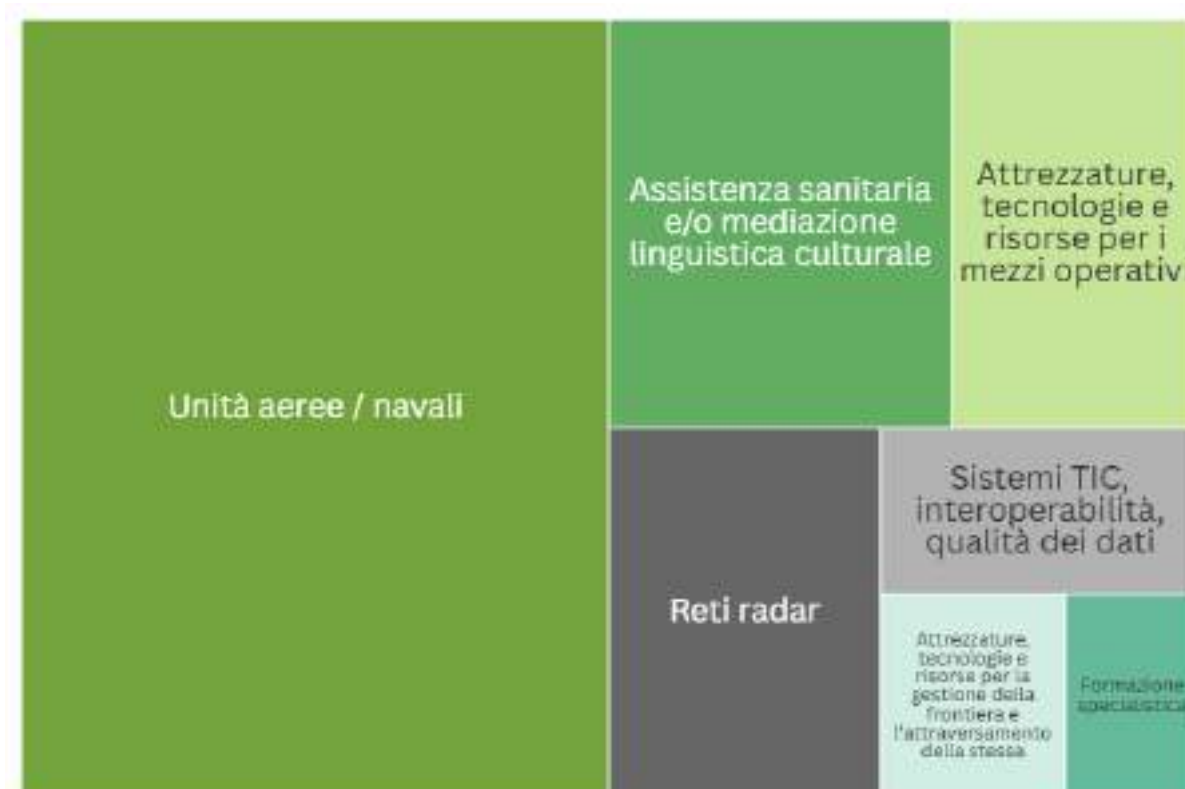 Unità aeree / navali
Assistenza sanitaria
e/o mediazione
linguistica culturale
Attrezzature,
tecnologie e
risorse per i
mezzi operativ
Reti radar
Sistemi TIC,
interoperabilità,
qualità dei dati
Attrezzature,
tecnologie e
risorse per la
gestione della
frontiera e
l'attraversamento
della stessa
Formazione
specialistica